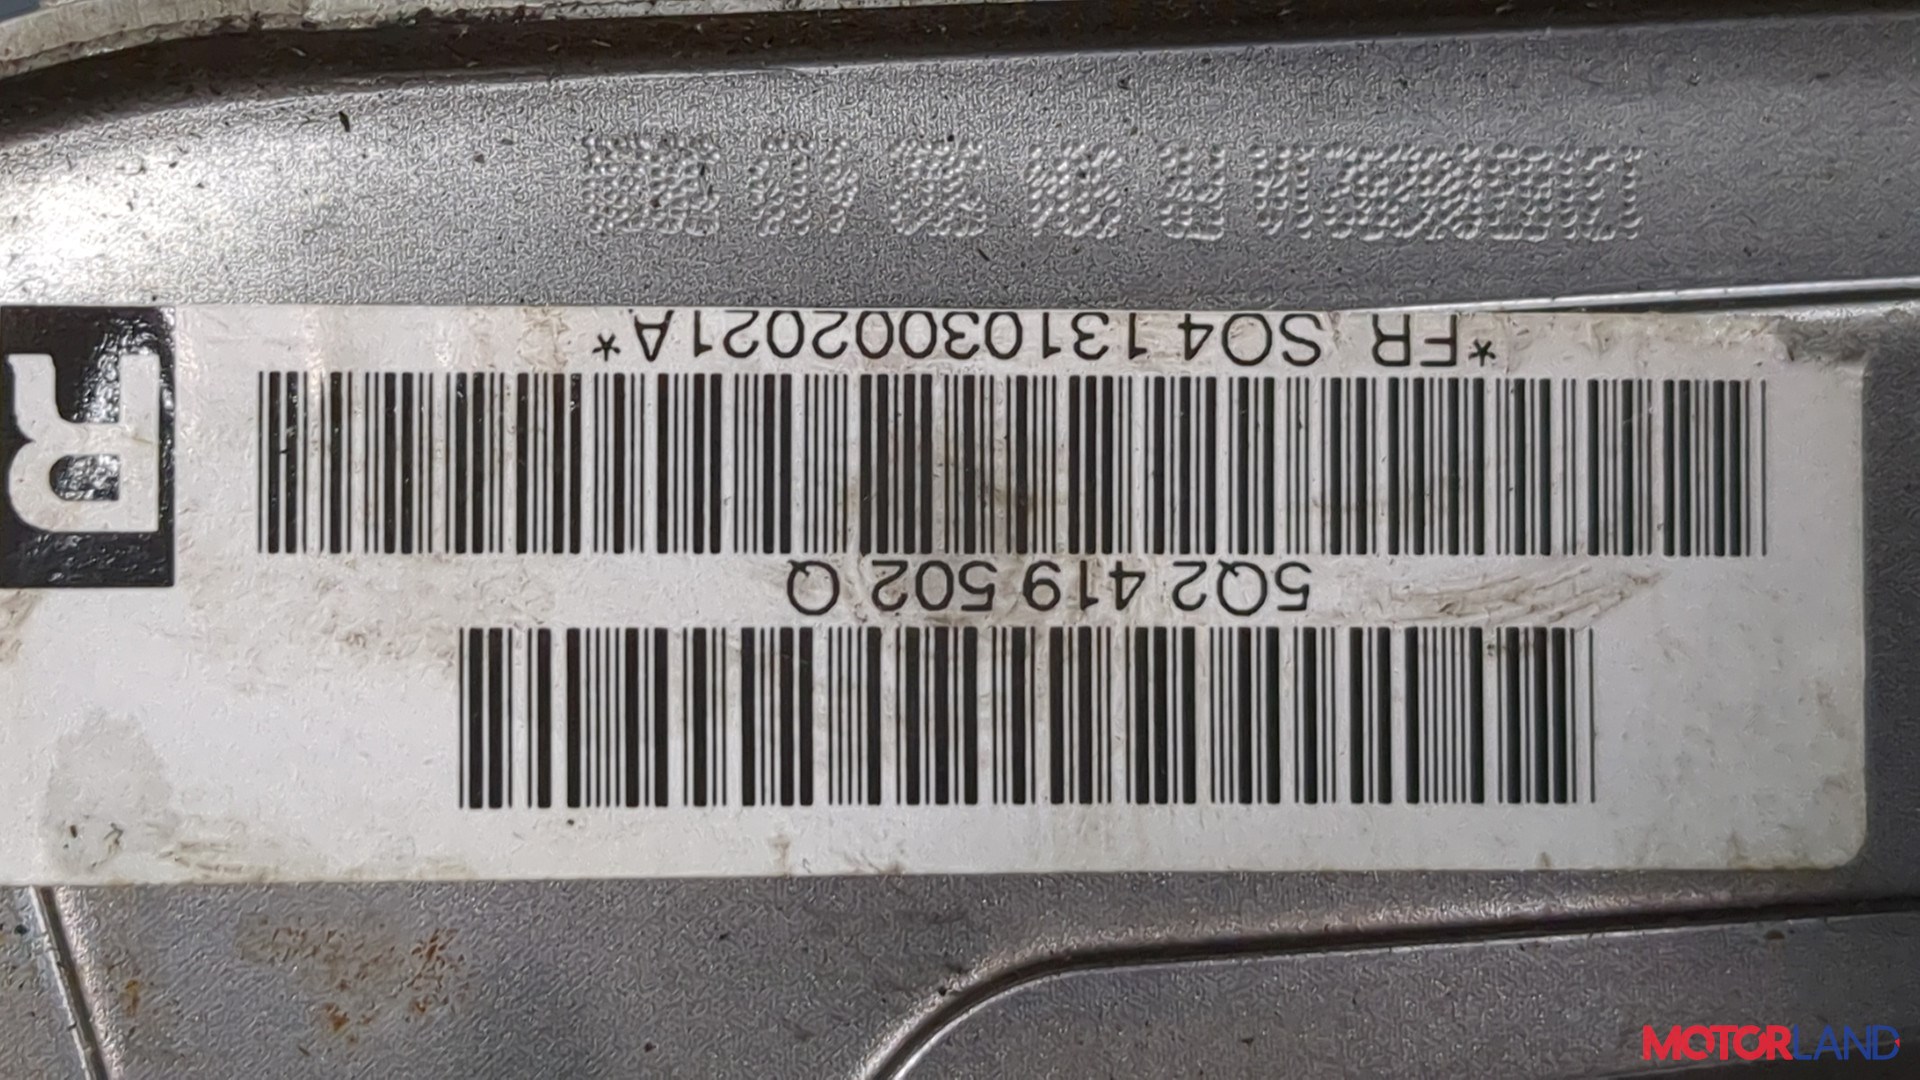 5Q2 419 502 Q
*FR SO4 13103002021A*
R
MOTORLAND